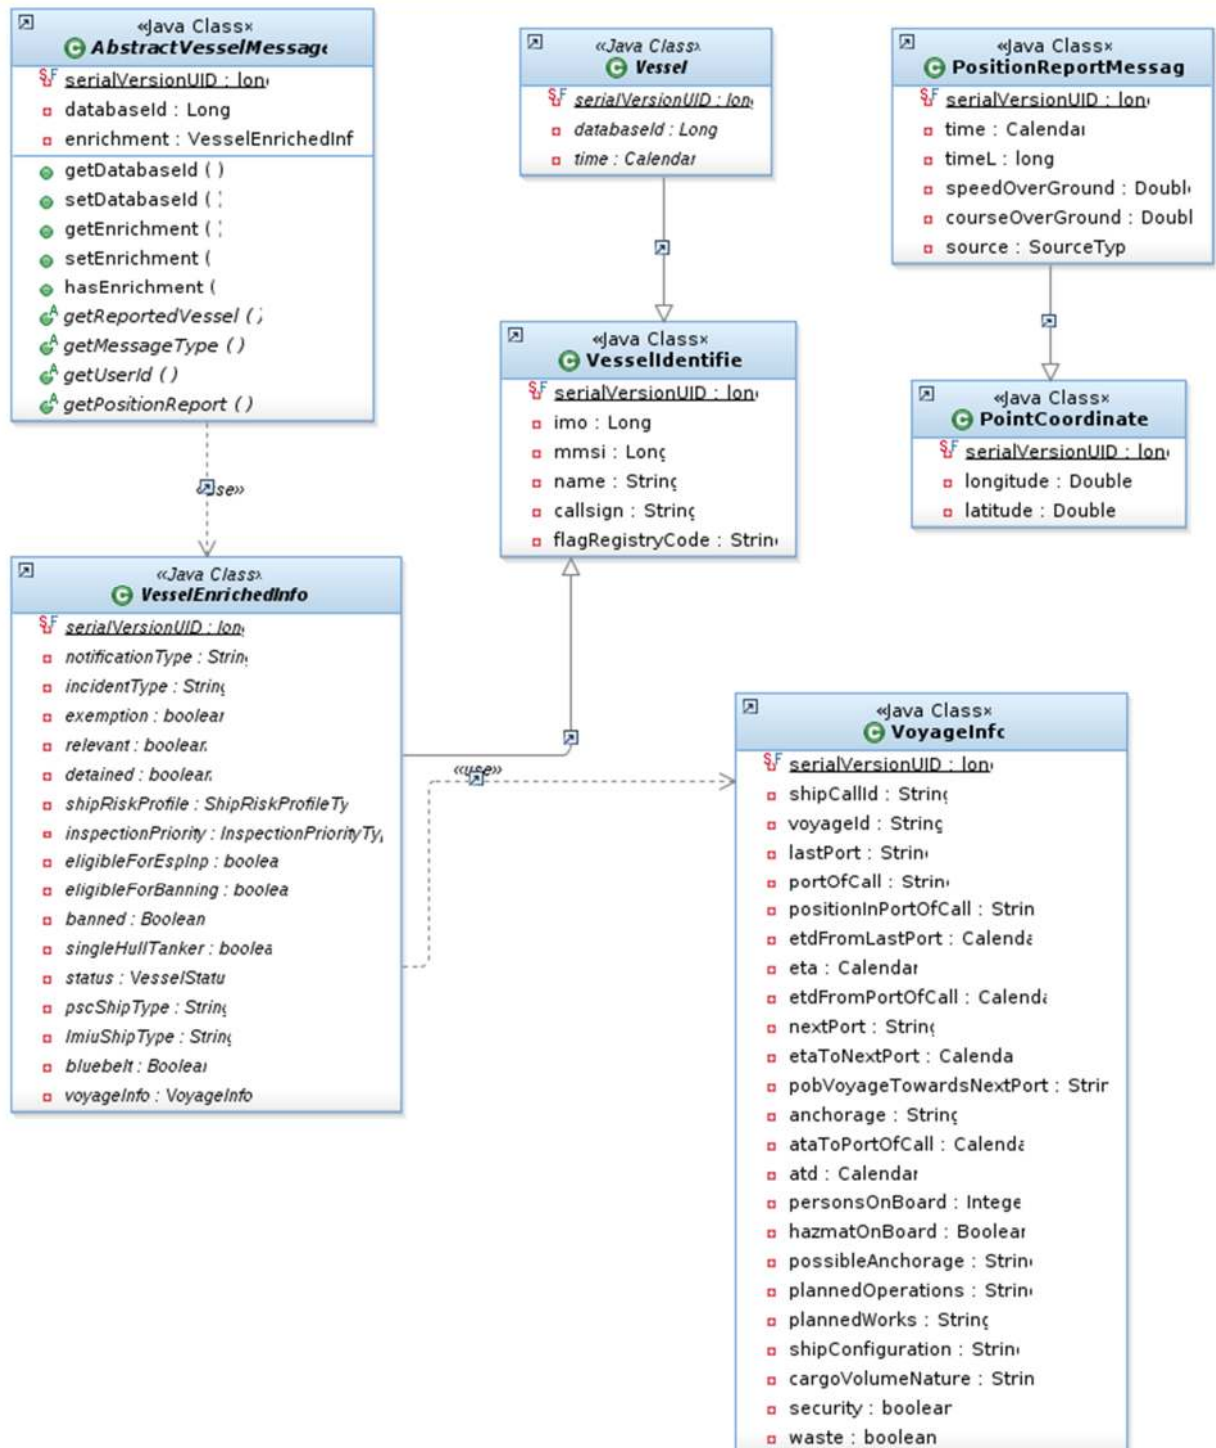 «Java Class»
AbstractVesselMessage
serialVersionUID : long
databaseId : Long
enrichment : VesselEnrichedInf
getDatabaseId ( )
setDatabaseId (
getEnrichment (
setEnrichment (
hasEnrichment (
getReportedVessel ( )
getMessageType ( )
getUserId ( )
getPositionReport ( )
«use»
«Java Class»
VesselEnrichedInfo
serialVersionUID : long
notificationType : String
incidentType : String
exemption : boolean
relevant : boolean
detained : boolean
shipRiskProfile : ShipRiskProfileTy
inspectionPriority : InspectionPriorityTy
eligibleForEspInp : boolea
eligibleForBanning : boolea
banned : Boolean
singleHullTanker : boolea
status : VesselStatu
pscShipType : String
lmiuShipType : String
bluebelt : Boolean
voyageInfo : VoyageInfo
«Java Class»
Vessel
serialVersionUID : long
databaseId : Long
time : Calendar
«Java Class»
VesselIdentifie
serialVersionUID : long
imo : Long
mmsi : Long
name : String
callsign : String
flagRegistryCode : String
«use»
«Java Class»
PositionReportMessag
serialVersionUID : long
time : Calendar
timeL : long
speedOverGround : Doubl
courseOverGround : Doubl
source : SourceTyp
«Java Class»
PointCoordinate
serialVersionUID : long
longitude : Double
latitude : Double
«Java Class»
VoyageInfo
serialVersionUID : long
shipCallId : String
voyageId : String
lastPort : String
portOfCall : String
positionInPortOfCall : Strin
etdFromLastPort : Calenda
eta : Calendar
etdFromPortOfCall : Calenda
nextPort : String
etaToNextPort : Calenda
pobVoyageTowardsNextPort : Strin
anchorage : String
ataToPortOfCall : Calenda
atd : Calendar
personsOnBoard : Intege
hazmatOnBoard : Boolean
possibleAnchorage : String
plannedOperations : String
plannedWorks : String
shipConfiguration : String
cargoVolumeNature : Strin
security : boolean
waste : boolean